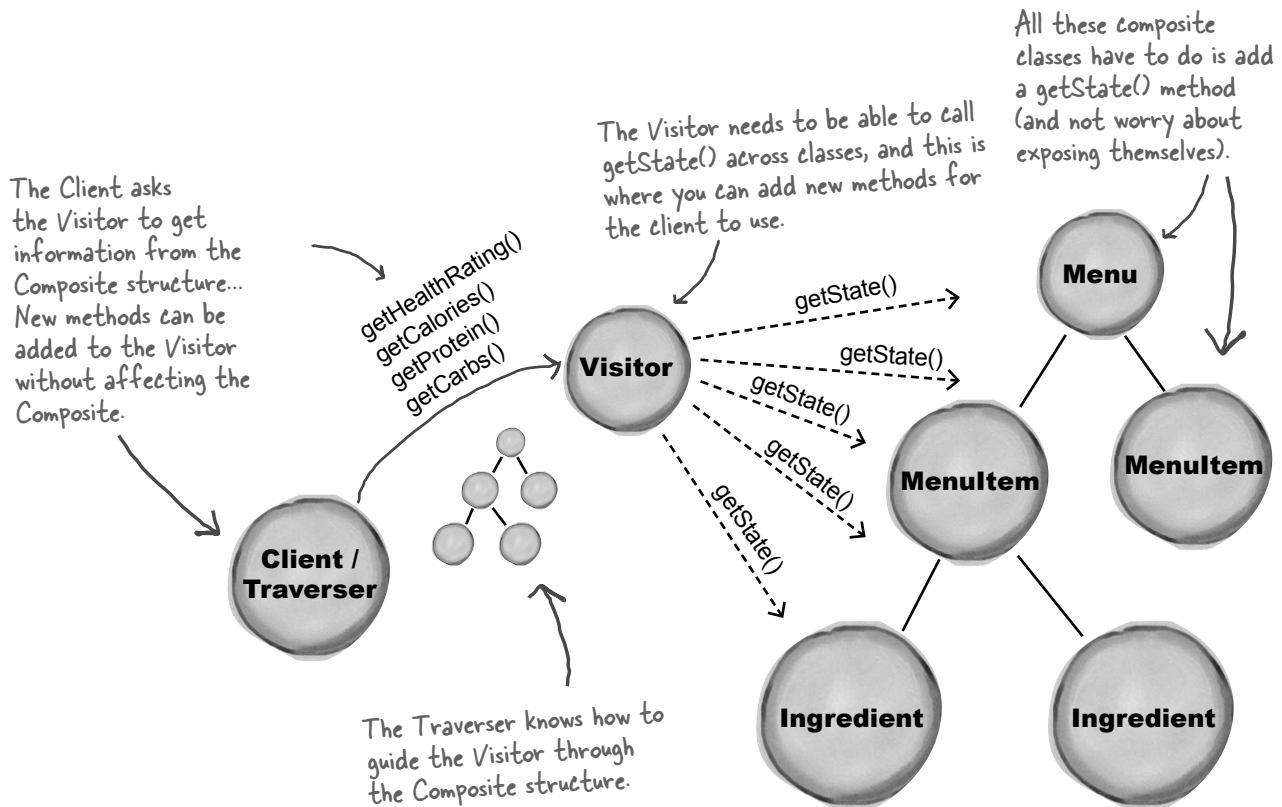 All these composite
classes have to do is add
a getState() method
(and not worry about
exposing themselves).
The Visitor needs to be able to call
getState() across classes, and this is
where you can add new methods for
the client to use.
The Client asks
the Visitor to get
information from the
Composite structure...
New methods can be
added to the Visitor
without affecting the
Composite.
getHealthRating()
getCalories()
getProtein()
getCarbs()
Visitor
getState()
getState()
getState()
getState()
getState()
Menu
MenuItem
MenuItem
Client /
Traverser
Ingredient
Ingredient
The Traverser knows how to
guide the Visitor through
the Composite structure.